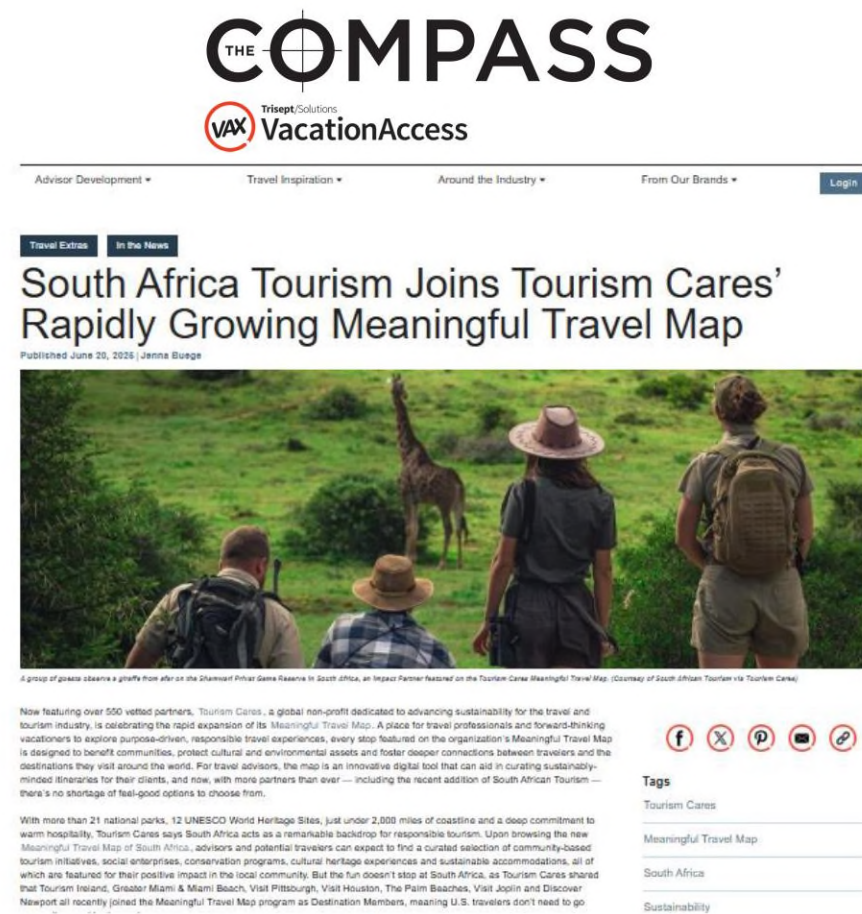 THE COMPASS
Trisept/Solutions
VAX VacationAccess
Advisor Development Travel Inspiration Around the Industry From Our Brands Login
Travel Extras In the News
South Africa Tourism Joins Tourism Cares'
Rapidly Growing Meaningful Travel Map
Published June 20, 2025 | Jenna Buege
A group of guests observe a giraffe from afar on the Shamwari Privat Game Reserve in South Africa, an Impact Partner featured on the Tourism Cares Meaningful Travel Map. (Courtesy of South African Tourism via Tourism Cares)
Now featuring over 550 vetted partners, Tourism Cares, a global non-profit dedicated to advancing sustainability for the travel and
tourism industry, is celebrating the rapid expansion of its Meaningful Travel Map. A place for travel professionals and forward-thinking
vacationers to explore purpose-driven, responsible travel experiences, every stop featured on the organization's Meaningful Travel Map
is designed to benefit communities, protect cultural and environmental assets and foster deeper connections between travelers and the
destinations they visit around the world. For travel advisors, the map is an innovative digital tool that can aid in curating sustainably-
minded itineraries for their clients, and now, with more partners than ever — including the recent addition of South African Tourism —
there's no shortage of feel-good options to choose from.
With more than 21 national parks, 12 UNESCO World Heritage Sites, just under 2,000 miles of coastline and a deep commitment to
warm hospitality, Tourism Cares says South Africa acts as a remarkable backdrop for responsible tourism. Upon browsing the new
Meaningful Travel Map of South Africa, advisors and potential travelers can expect to find a curated selection of community-based
tourism initiatives, social enterprises, conservation programs, cultural heritage experiences and sustainable accommodations, all of
which are featured for their positive impact in the local community. But the fun doesn't stop at South Africa, as Tourism Cares shared
that Tourism Ireland, Greater Miami & Miami Beach, Visit Pittsburgh, Visit Houston, The Palm Beaches, Visit Joplin and Discover
Newport all recently joined the Meaningful Travel Map program as Destination Members, meaning U.S. travelers don't need to go
Tags
Tourism Cares
Meaningful Travel Map
South Africa
Sustainability